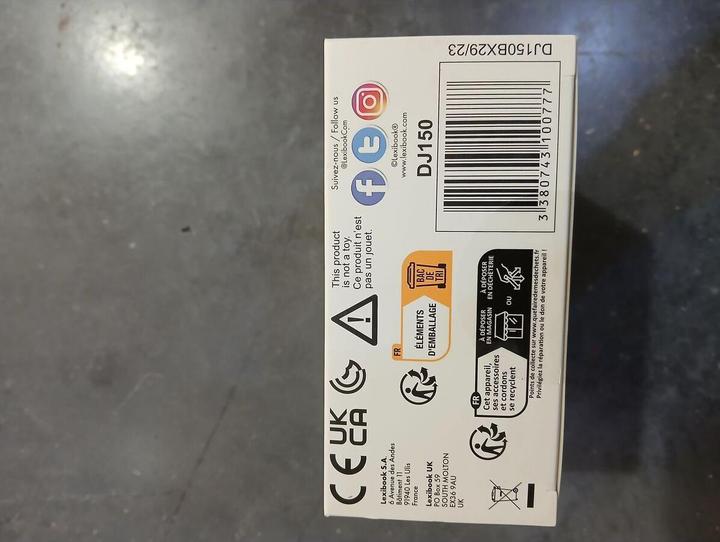 CE
UK
CA
This product
is not a toy.
Ce produit n'est
pas un jouet.
Suivez-nous / Follow us
@LexibookCom
©Lexibook®
www.lexibook.com
DJ150
Lexibook S.A.
6 Avenue des Andes
Bâtiment 11
91940 Les Ulis
France
Lexibook UK
PO Box 59
SOUTH MOLTON
EX36 9AU
UK
FR
ÉLÉMENTS
D'EMBALLAGE
BAC
DE
TRI
FR
Cet appareil,
ses accessoires
et cordons
se recyclent
À DÉPOSER
EN MAGASIN
OU
À DÉPOSER
EN DÉCHÈTERIE
Points de collecte sur www.quefairedemesdechets.fr
Privilégiez la réparation ou le don de votre appareil !
3 380743 100777
DJ150BX29/23